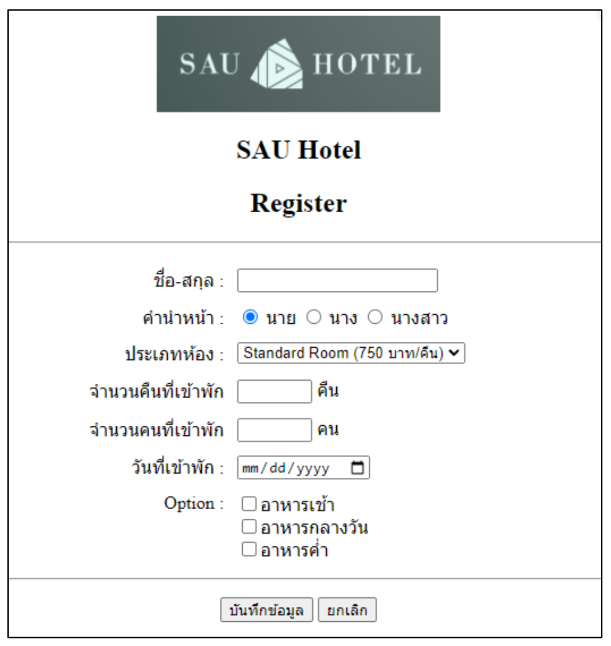 SAU HOTEL
SAU Hotel
Register
ชื่อ-สกุล :
คำนำหน้า : นาย นาง นางสาว
ประเภทห้อง : Standard Room (750 บาท/คืน)
จำนวนคืนที่เข้าพัก คืน
จำนวนคนที่เข้าพัก คน
วันที่เข้าพัก : mm/dd/yyyy
Option : อาหารเช้า
อาหารกลางวัน
อาหารค่ำ
บันทึกข้อมูล ยกเลิก